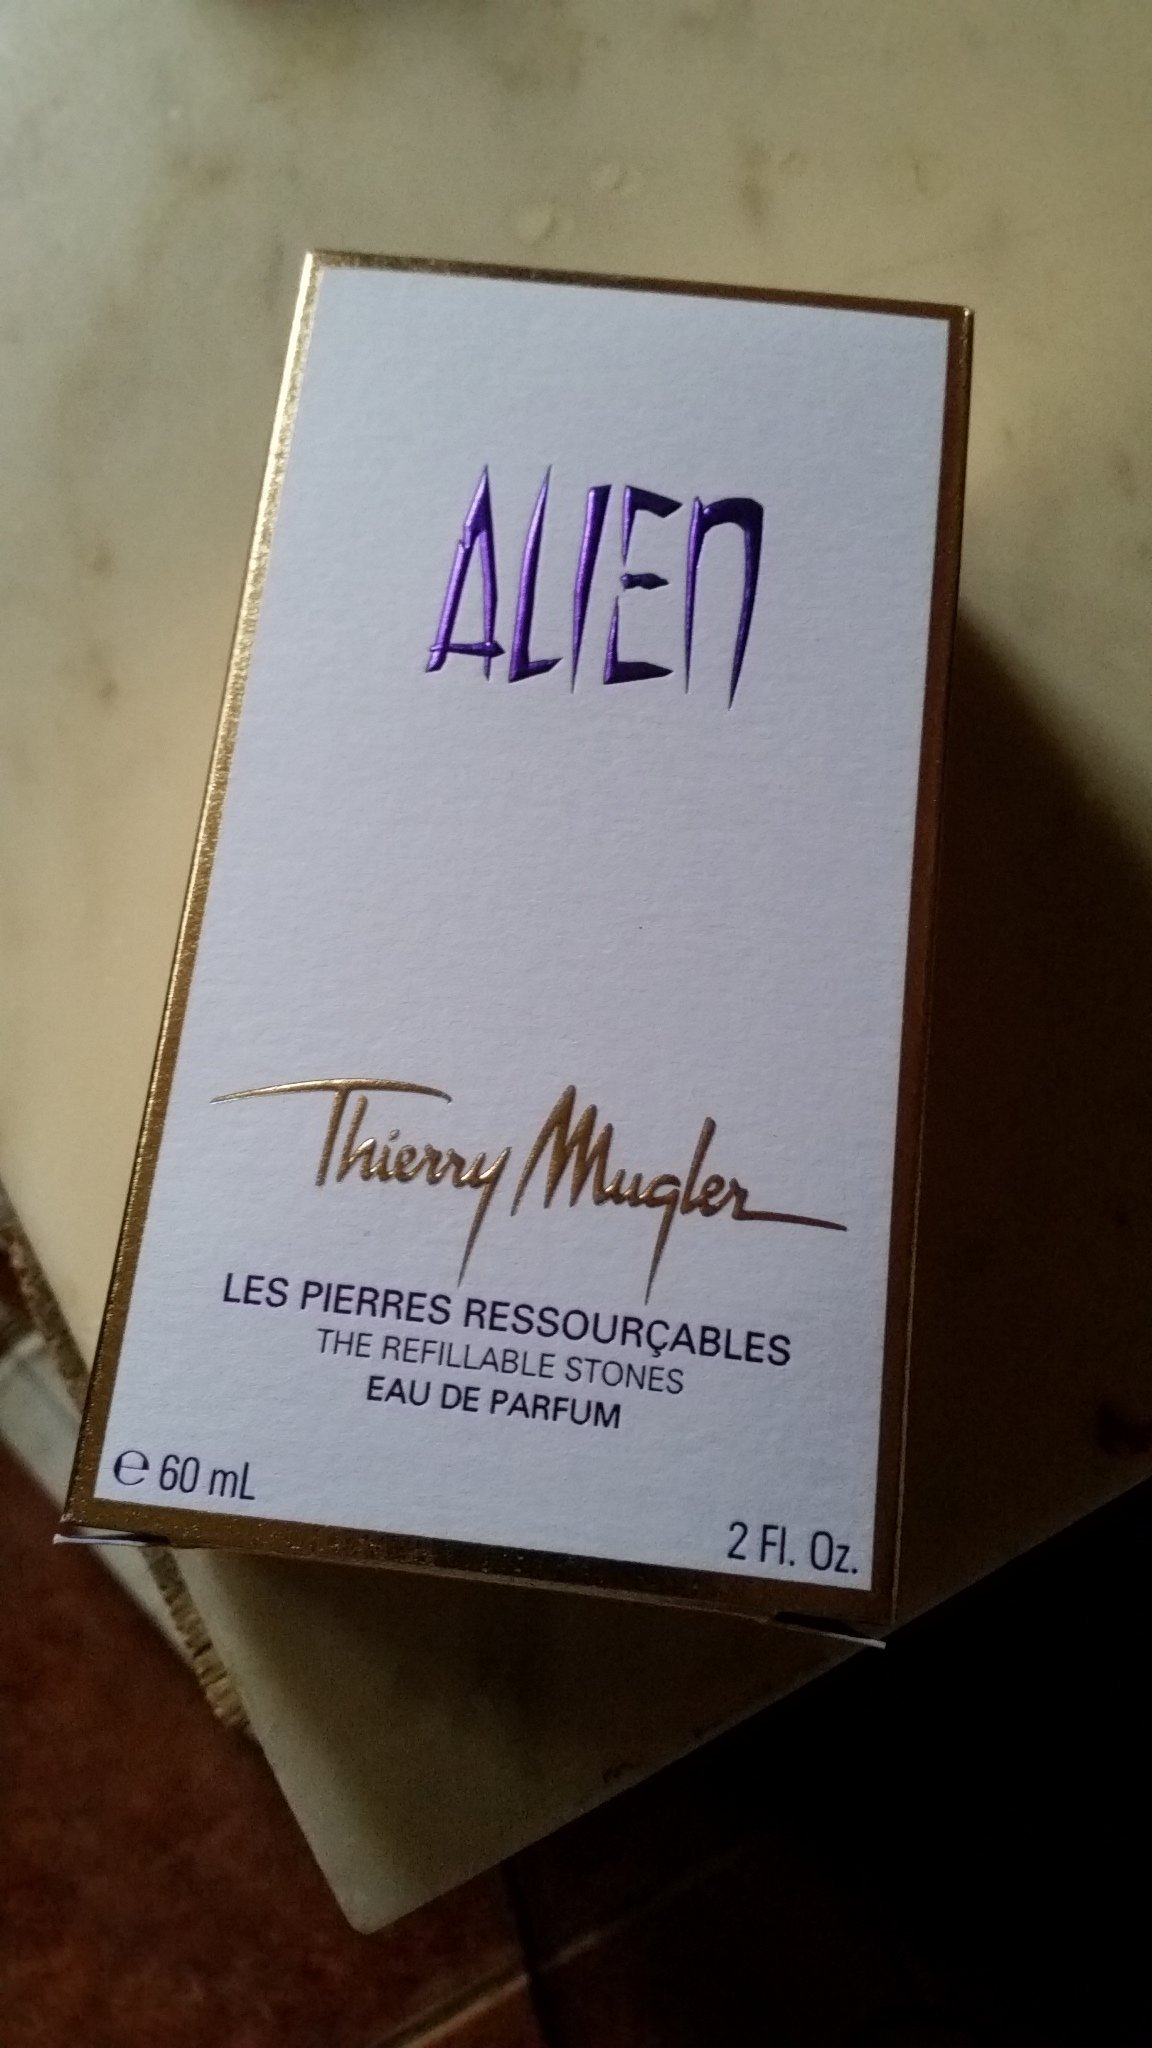 ALIEN
Thierry Mugler
LES PIERRES RESSOURÇABLES
THE REFILLABLE STONES
EAU DE PARFUM
℮ 60 mL
2 Fl. Oz.